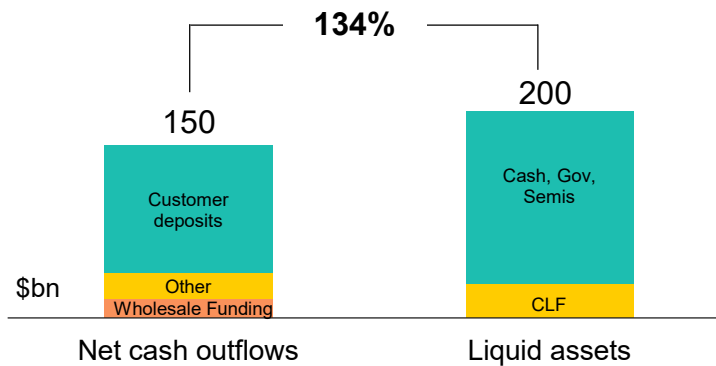 134%
150
200
Customer
deposits
Cash, Gov,
Semis
$bn
Other
Wholesale Funding
CLF
Net cash outflows
Liquid assets